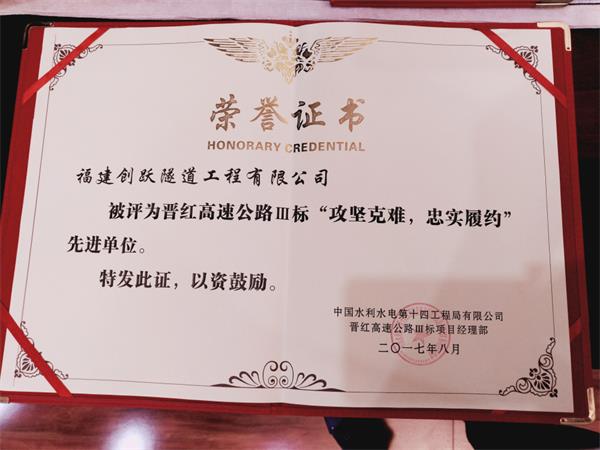 荣誉证书
HONORARY CREDENTIAL
福建创跃隧道工程有限公司
被评为晋红高速公路Ⅲ标“攻坚克难，忠实履约”
先进单位。
特发此证，以资鼓励。
中国水利水电第十四工程局有限公司
晋红高速公路Ⅲ标项目经理部
二〇一七年八月